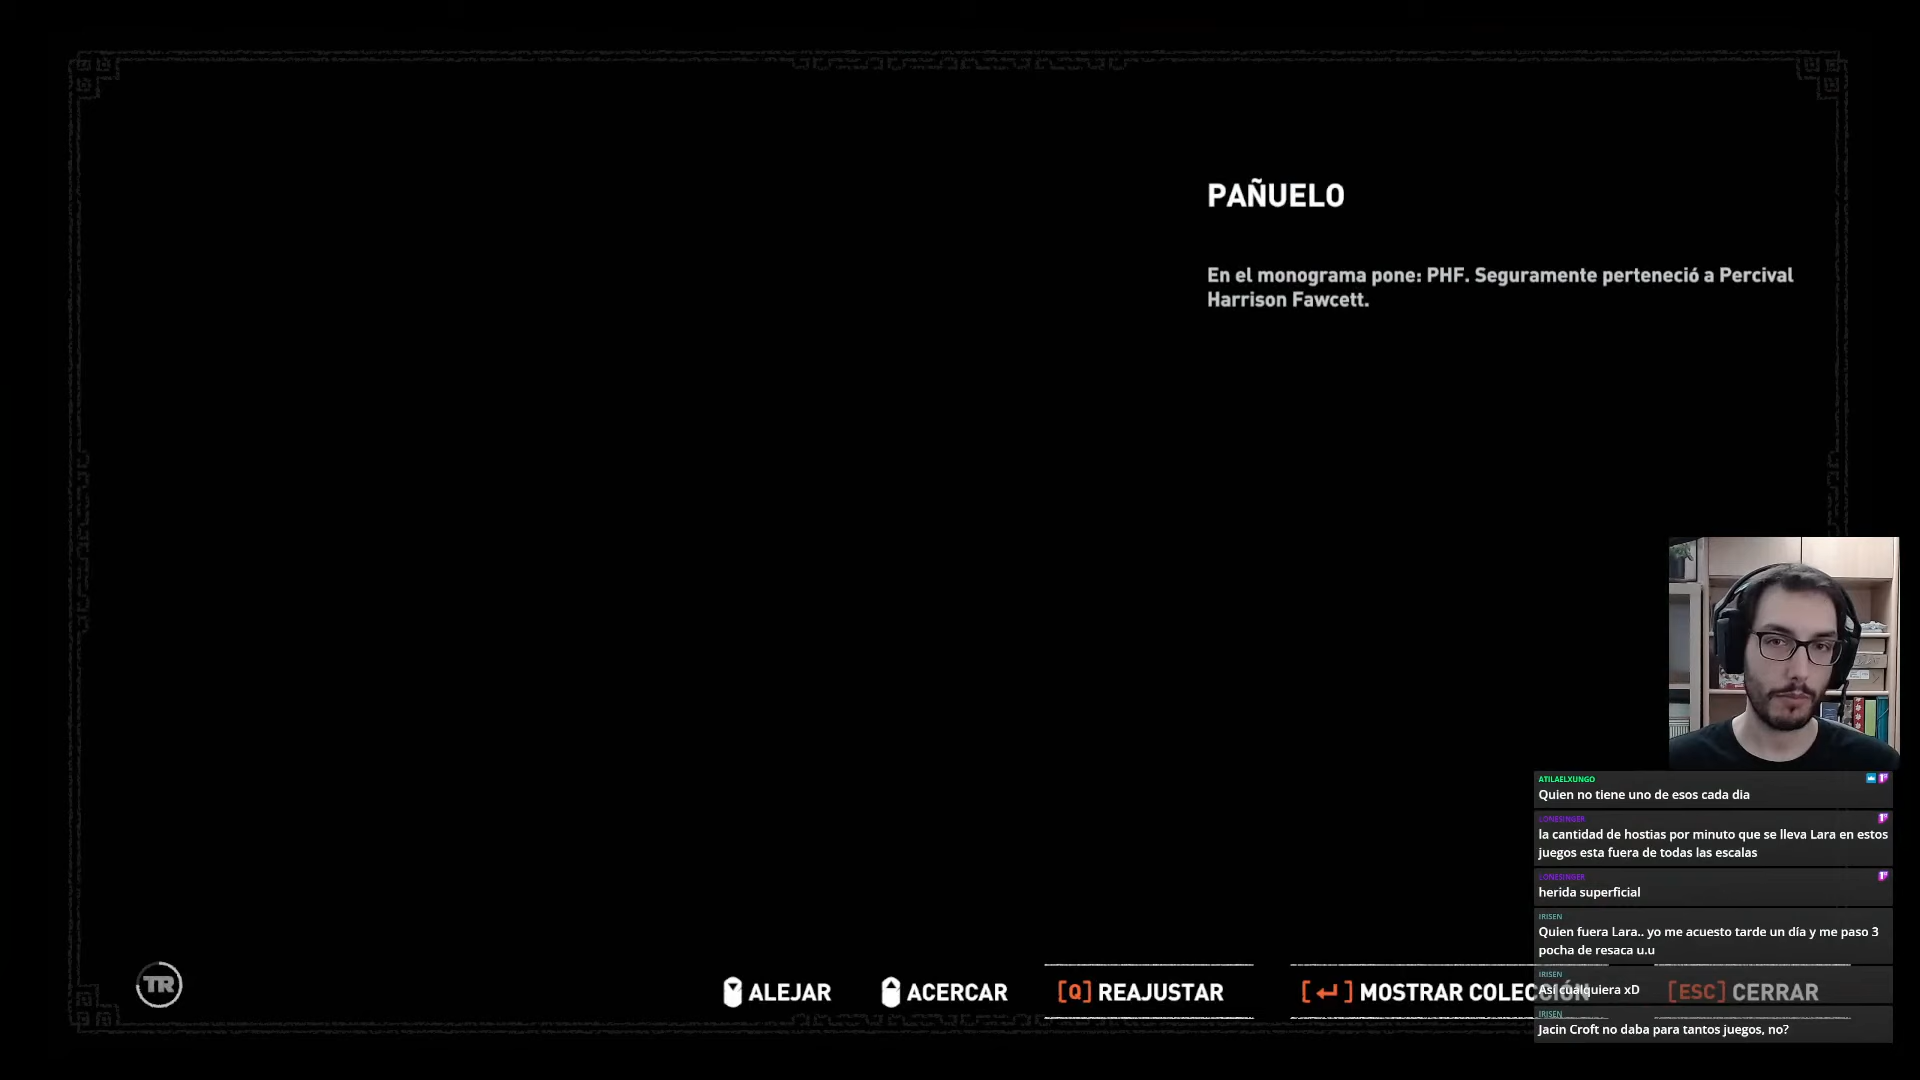 PAÑUELO
En el monograma pone: PHF. Seguramente perteneció a Percival
Harrison Fawcett.
ATILAELXUNGO
Quien no tiene uno de esos cada dia
LONESINGER
la cantidad de hostias por minuto que se lleva Lara en estos
juegos esta fuera de todas las escalas
LONESINGER
herida superficial
IRISEN
Quien fuera Lara.. yo me acuesto tarde un día y me paso 3
pocha de resaca u.u
IRISEN
Así cualquiera xD
IRISEN
Jacin Croft no daba para tantos juegos, no?
TR
ALEJAR
ACERCAR
[Q] REAJUSTAR
[↵] MOSTRAR COLECCIÓN
[ESC] CERRAR